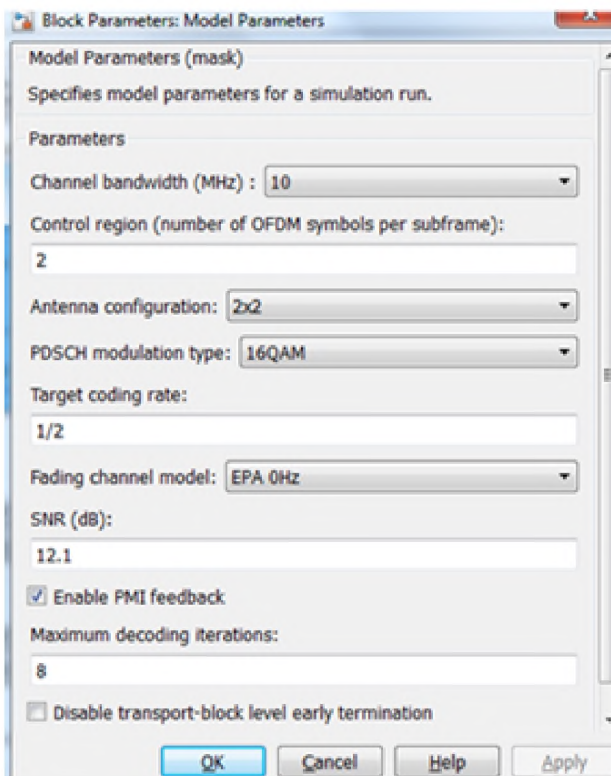 Block Parameters: Model Parameters
Model Parameters (mask)
Specifies model parameters for a simulation run.
Parameters
Channel bandwidth (MHz) : 10
Control region (number of OFDM symbols per subframe):
2
Antenna configuration: 2x2
PDSCH modulation type: 16QAM
Target coding rate:
1/2
Fading channel model: EPA 0Hz
SNR (dB):
12.1
Enable PMI feedback
Maximum decoding iterations:
8
Disable transport-block level early termination
OK Cancel Help Apply